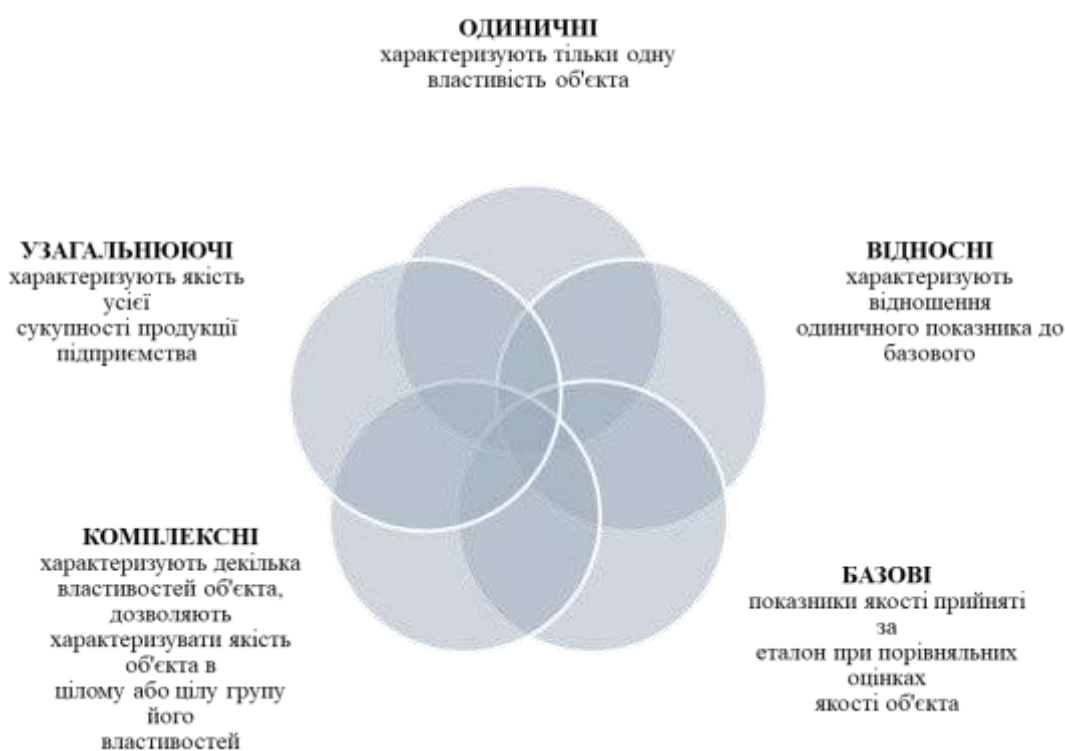 ОДИНИЧНІ
характеризують тільки одну
властивість об'єкта
УЗАГАЛЬНЮЮЧІ
характеризують якість
усієї
сукупності продукції
підприємства
ВІДНОСНІ
характеризують
відношення
одиничного показника до
базового
КОМПЛЕКСНІ
характеризують декілька
властивостей об'єкта,
дозволяють
характеризувати якість
об'єкта в
цілому або цілу групу
його
властивостей
БАЗОВІ
показники якості прийняті
за
еталон при порівняльних
оцінках
якості об'єкта